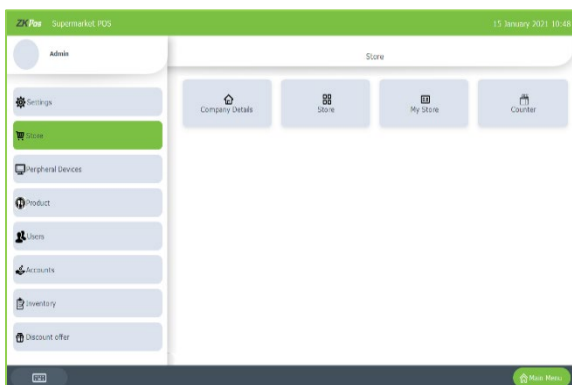 ZKPos Supermarket POS 15 January 2021 10:48
Admin
Store
Settings
Store
Perpheral Devices
Product
Users
Accounts
Inventory
Discount offer
Company Details
Store
My Store
Counter
Main Menu